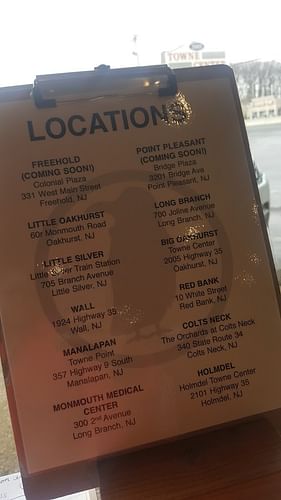 TOWNE
CENTER
LOCATIONS
FREEHOLD
(COMING SOON!)
Colonial Plaza
331 West Main Street
Freehold, NJ
LITTLE OAKHURST
60r Monmouth Road
Oakhurst, NJ
LITTLE SILVER
Little Silver Train Station
705 Branch Avenue
Little Silver, NJ
WALL
1924 Highway 35
Wall, NJ
MANALAPAN
Towne Point
357 Highway 9 South
Manalapan, NJ
MONMOUTH MEDICAL
CENTER
300 2nd Avenue
Long Branch, NJ
POINT PLEASANT
(COMING SOON!)
Bridge Plaza
3201 Bridge Ave
Point Pleasant, NJ
LONG BRANCH
700 Joline Avenue
Long Branch, NJ
BIG OAKHURST
Towne Center
2005 Highway 35
Oakhurst, NJ
RED BANK
10 White Street
Red Bank, NJ
COLTS NECK
The Orchards at Colts Neck
340 State Route 34
Colts Neck, NJ
HOLMDEL
Holmdel Towne Center
2101 Highway 35
Holmdel, NJ